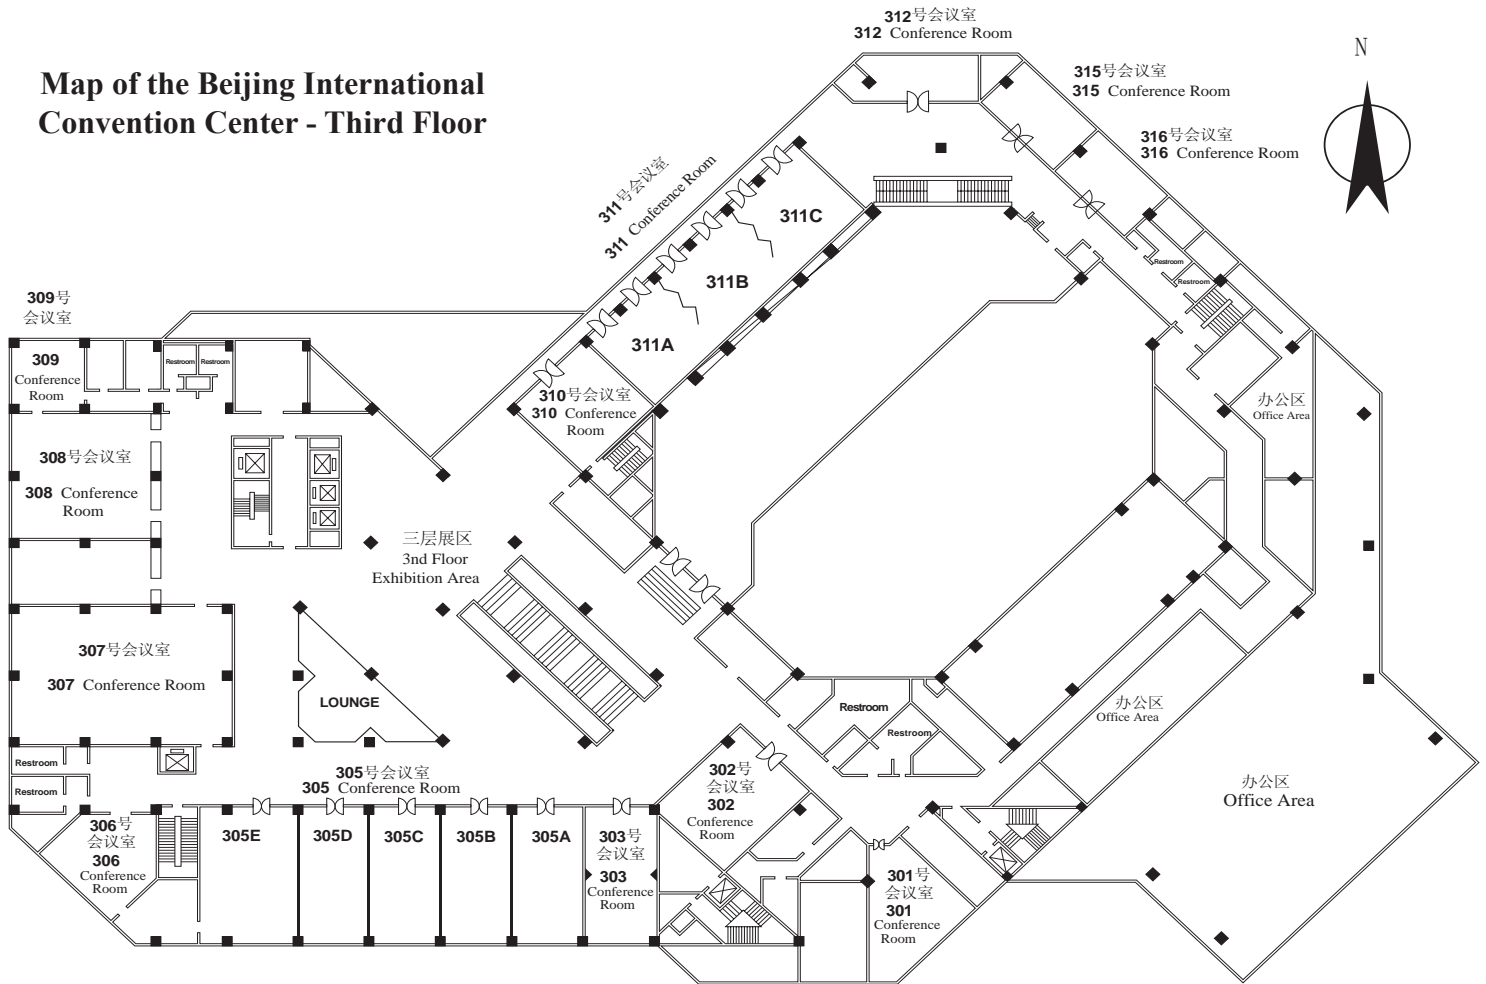 Map of the Beijing International
Convention Center - Third Floor
312号会议室
312 Conference Room
N
315号会议室
315 Conference Room
316号会议室
316 Conference Room
311号会议室
311 Conference Room
311C
311B
311A
Restroom
Restroom
309号
会议室
309
Conference
Room
Restroom
Restroom
310号会议室
310 Conference
Room
办公区
Office Area
308号会议室
308 Conference
Room
三层展区
3nd Floor
Exhibition Area
307号会议室
307 Conference Room
LOUNGE
Restroom
Restroom
办公区
Office Area
Restroom
Restroom
305号会议室
305 Conference Room
302号
会议室
302
Conference
Room
办公区
Office Area
306号
会议室
306
Conference
Room
305E
305D
305C
305B
305A
303号
会议室
303
Conference
Room
301号
会议室
301
Conference
Room